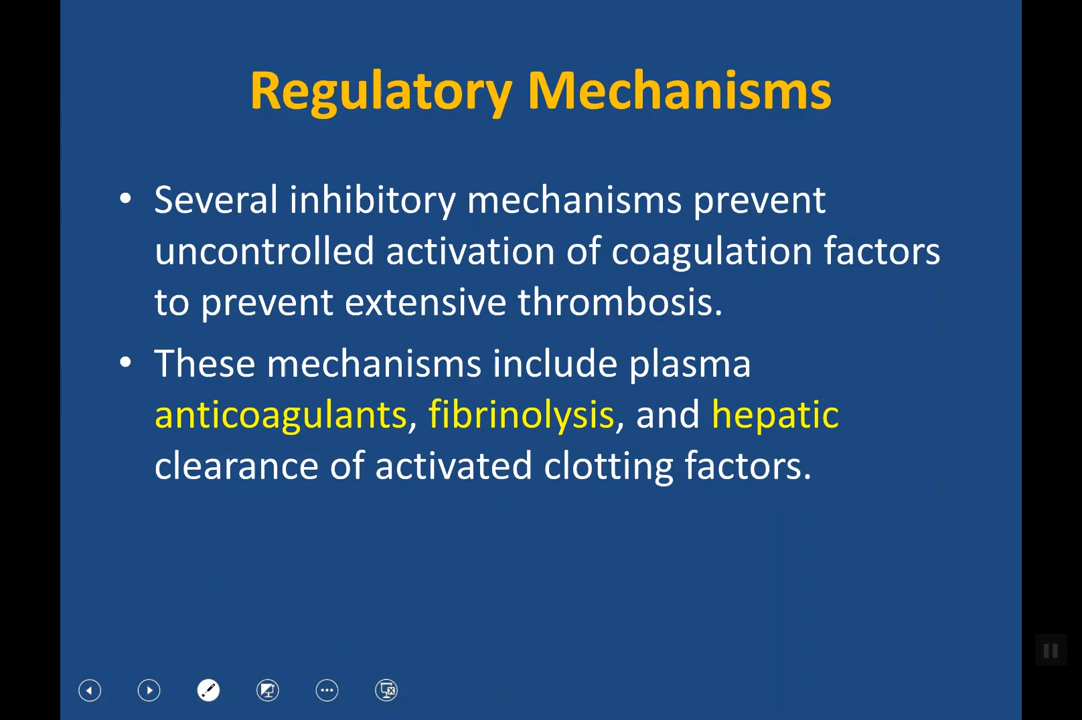 Regulatory Mechanisms
• Several inhibitory mechanisms prevent
uncontrolled activation of coagulation factors
to prevent extensive thrombosis.
• These mechanisms include plasma
anticoagulants, fibrinolysis, and hepatic
clearance of activated clotting factors.